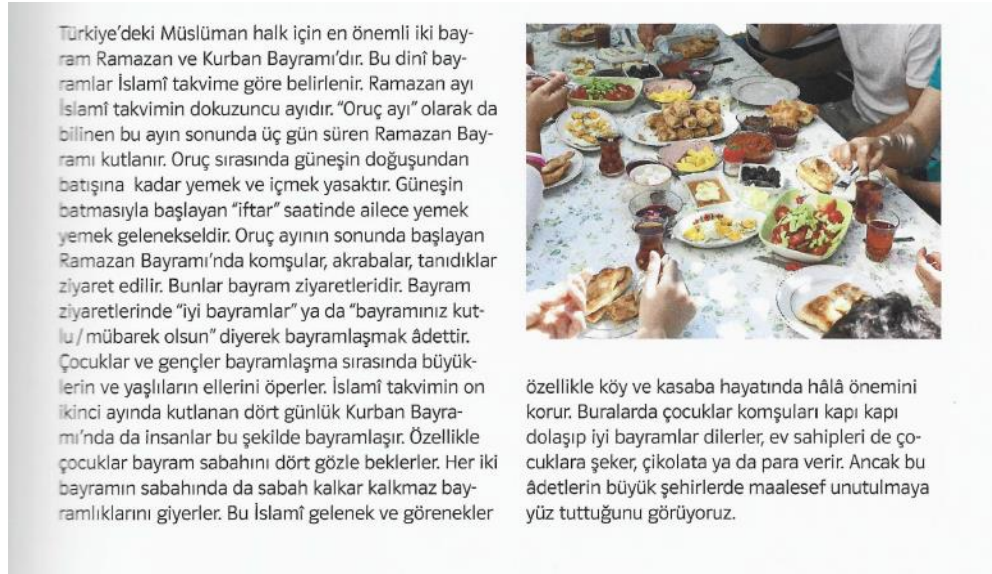 Türkiye'deki Müslüman halk için en önemli iki bay-
ram Ramazan ve Kurban Bayramı'dır. Bu dinî bay-
ramlar İslamî takvime göre belirlenir. Ramazan ayı
İslamî takvimin dokuzuncu ayıdır. "Oruç ayı" olarak da
bilinen bu ayın sonunda üç gün süren Ramazan Bay-
ramı kutlanır. Oruç sırasında güneşin doğuşundan
batışına kadar yemek ve içmek yasaktır. Güneşin
batmasıyla başlayan "iftar" saatinde ailece yemek
yemek gelenekseldir. Oruç ayının sonunda başlayan
Ramazan Bayramı'nda komşular, akrabalar, tanıdıklar
ziyaret edilir. Bunlar bayram ziyaretleridir. Bayram
ziyaretlerinde "iyi bayramlar" ya da "bayramınız kut-
lu / mübarek olsun" diyerek bayramlaşmak âdettir.
Çocuklar ve gençler bayramlaşma sırasında büyük-
lerin ve yaşlıların ellerini öperler. İslamî takvimin on
ikinci ayında kutlanan dört günlük Kurban Bayra-
mı'nda da insanlar bu şekilde bayramlaşır. Özellikle
çocuklar bayram sabahını dört gözle beklerler. Her iki
bayramın sabahında da sabah kalkar kalkmaz bay-
ramlıklarını giyerler. Bu İslamî gelenek ve görenekler
özellikle köy ve kasaba hayatında hâlâ önemini
korur. Buralarda çocuklar komşuları kapı kapı
dolaşıp iyi bayramlar dilerler, ev sahipleri de ço-
cuklara şeker, çikolata ya da para verir. Ancak bu
âdetlerin büyük şehirlerde maalesef unutulmaya
yüz tuttuğunu görüyoruz.